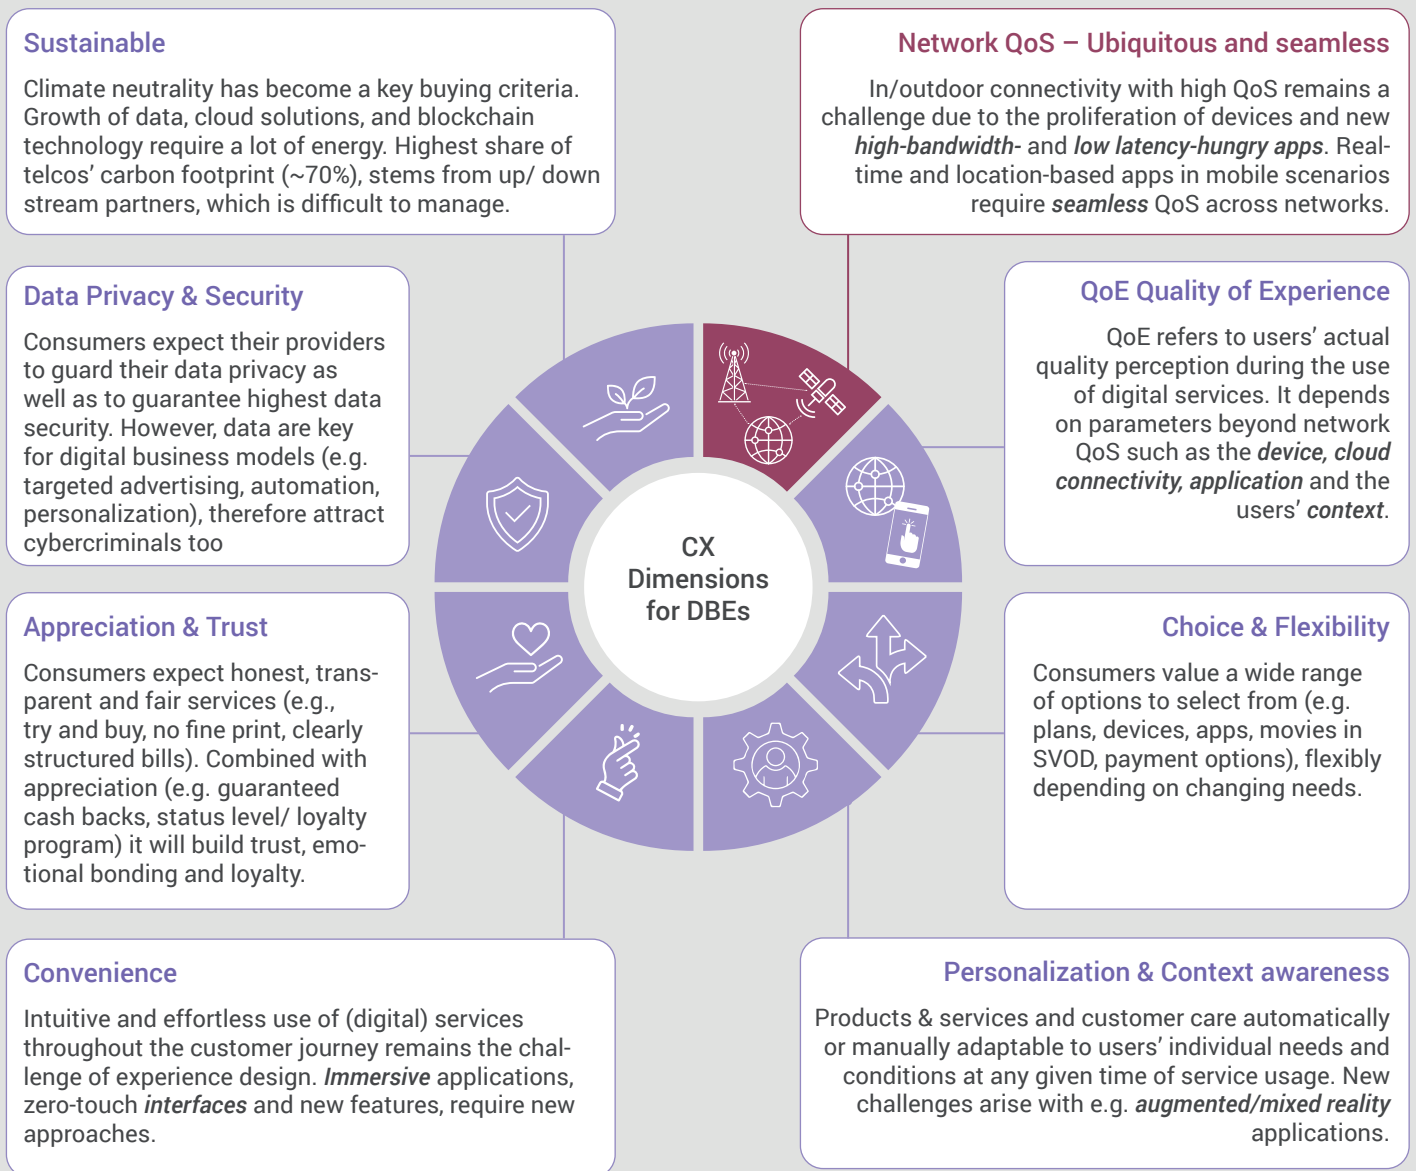 Sustainable
Climate neutrality has become a key buying criteria.
Growth of data, cloud solutions, and blockchain
technology require a lot of energy. Highest share of
telcos’ carbon footprint (~70%), stems from up/ down
stream partners, which is difficult to manage.
Network QoS – Ubiquitous and seamless
In/outdoor connectivity with high QoS remains a
challenge due to the proliferation of devices and new
high-bandwidth- and low latency-hungry apps. Real-
time and location-based apps in mobile scenarios
require seamless QoS across networks.
Data Privacy & Security
Consumers expect their providers
to guard their data privacy as
well as to guarantee highest data
security. However, data are key
for digital business models (e.g.
targeted advertising, automation,
personalization), therefore attract
cybercriminals too
QoE Quality of Experience
QoE refers to users’ actual
quality perception during the use
of digital services. It depends
on parameters beyond network
QoS such as the device, cloud
connectivity, application and the
users’ context.
CX
Dimensions
for DBEs
Appreciation & Trust
Consumers expect honest, trans-
parent and fair services (e.g.,
try and buy, no fine print, clearly
structured bills). Combined with
appreciation (e.g. guaranteed
cash backs, status level/ loyalty
program) it will build trust, emo-
tional bonding and loyalty.
Choice & Flexibility
Consumers value a wide range
of options to select from (e.g.
plans, devices, apps, movies in
SVOD, payment options), flexibly
depending on changing needs.
Convenience
Intuitive and effortless use of (digital) services
throughout the customer journey remains the chal-
lenge of experience design. Immersive applications,
zero-touch interfaces and new features, require new
approaches.
Personalization & Context awareness
Products & services and customer care automatically
or manually adaptable to users’ individual needs and
conditions at any given time of service usage. New
challenges arise with e.g. augmented/mixed reality
applications.